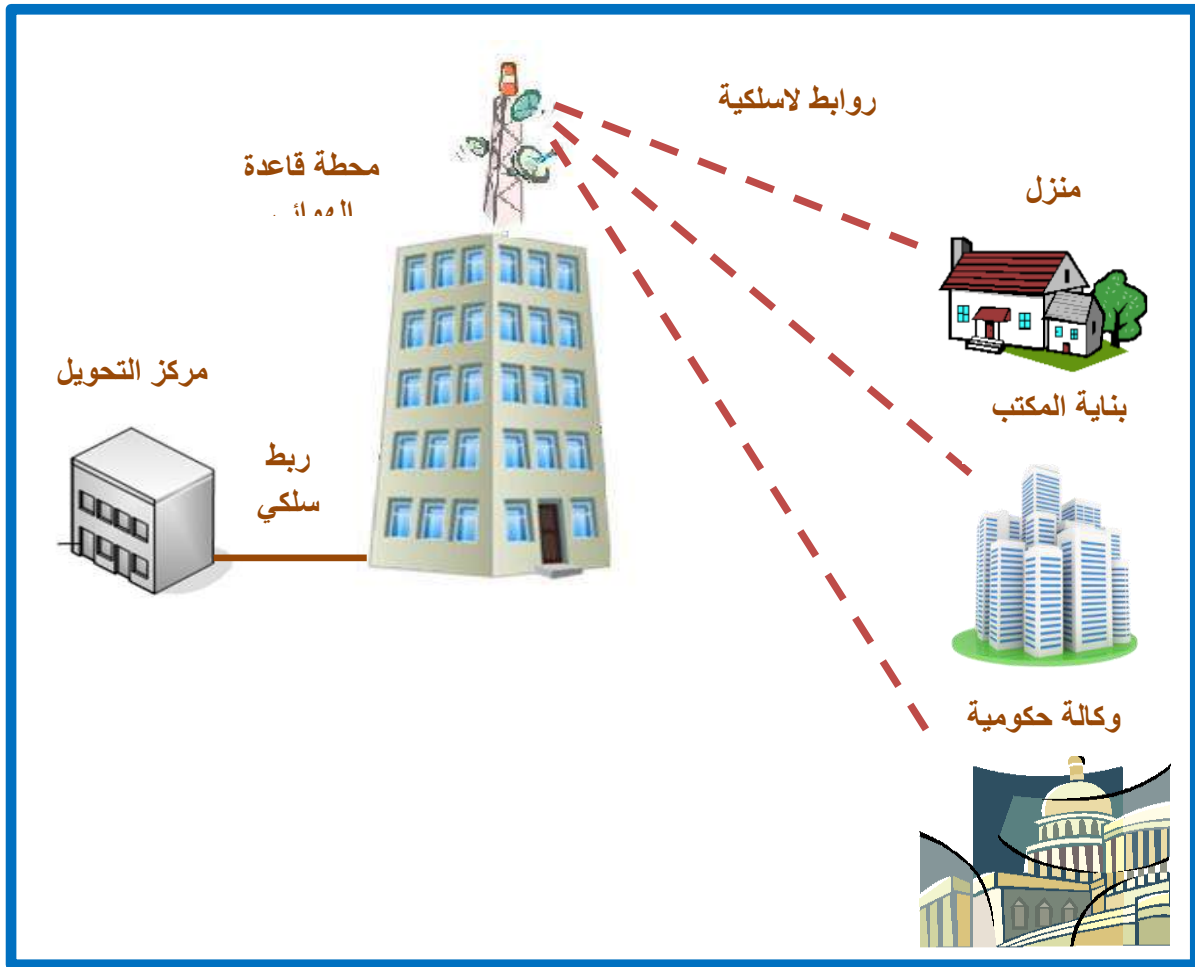 روابط لاسلكية
محطة قاعدة
منزل
مركز التحويل
بناية المكتب
ربط
سلكي
وكالة حكومية